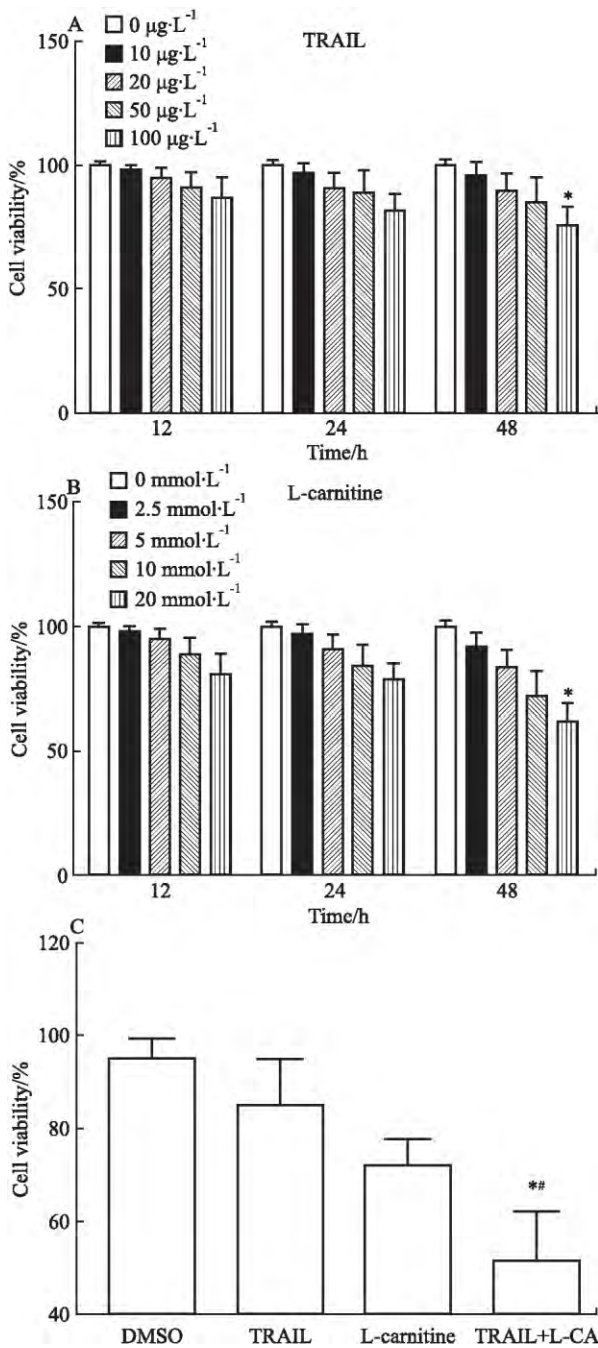 A
TRAIL
0 μg·L⁻¹
10 μg·L⁻¹
20 μg·L⁻¹
50 μg·L⁻¹
100 μg·L⁻¹
150
100
50
0
Cell viability/%
*
12 24 48
Time/h
B
L-carnitine
0 mmol·L⁻¹
2.5 mmol·L⁻¹
5 mmol·L⁻¹
10 mmol·L⁻¹
20 mmol·L⁻¹
150
100
50
0
Cell viability/%
*
12 24 48
Time/h
C
120
100
80
60
40
Cell viability/%
*#
DMSO TRAIL L-carnitine TRAIL+L-CA